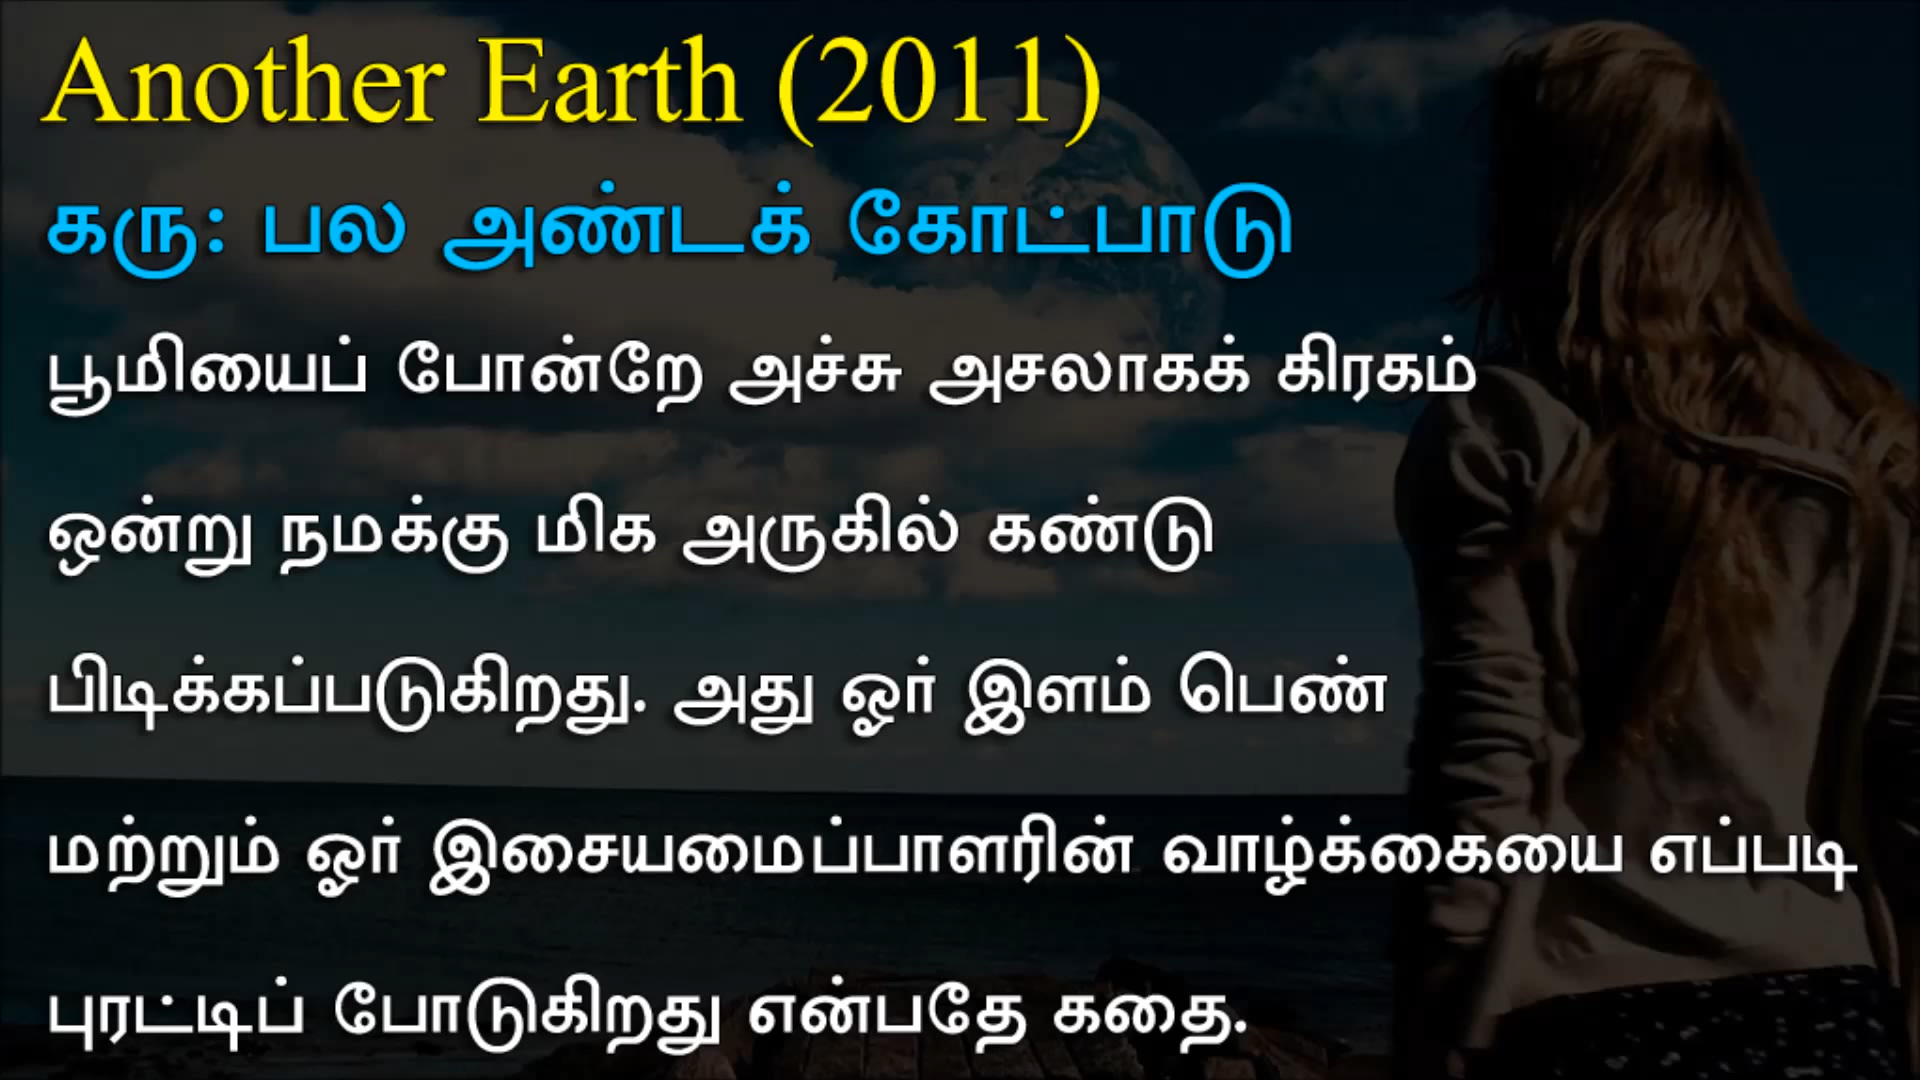 Another Earth (2011)
கரு: பல அண்டக் கோட்பாடு
பூமியைப் போன்றே அச்சு அசலாகக் கிரகம்
ஒன்று நமக்கு மிக அருகில் கண்டு
பிடிக்கப்படுகிறது. அது ஓர் இளம் பெண்
மற்றும் ஓர் இசையமைப்பாளரின் வாழ்க்கையை எப்படி
புரட்டிப் போடுகிறது என்பதே கதை.